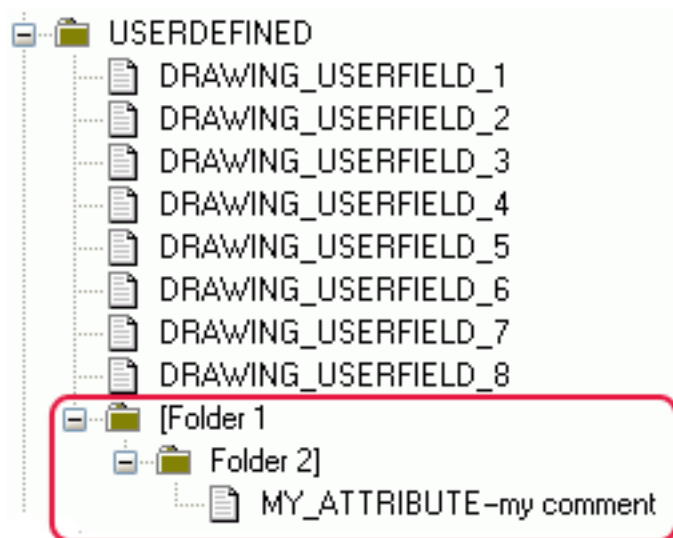 USERDEFINED
DRAWING_USERFIELD_1
DRAWING_USERFIELD_2
DRAWING_USERFIELD_3
DRAWING_USERFIELD_4
DRAWING_USERFIELD_5
DRAWING_USERFIELD_6
DRAWING_USERFIELD_7
DRAWING_USERFIELD_8
[Folder 1
Folder 2]
MY_ATTRIBUTE–my comment